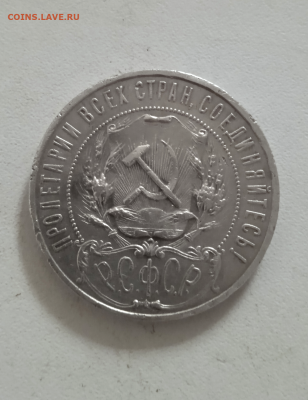 COINS.LAVE.RU
ПРОЛЕТАРИИ ВСЕХ СТРАН, СОЕДИНЯЙТЕСЬ!
Р.С.Ф.С.Р.